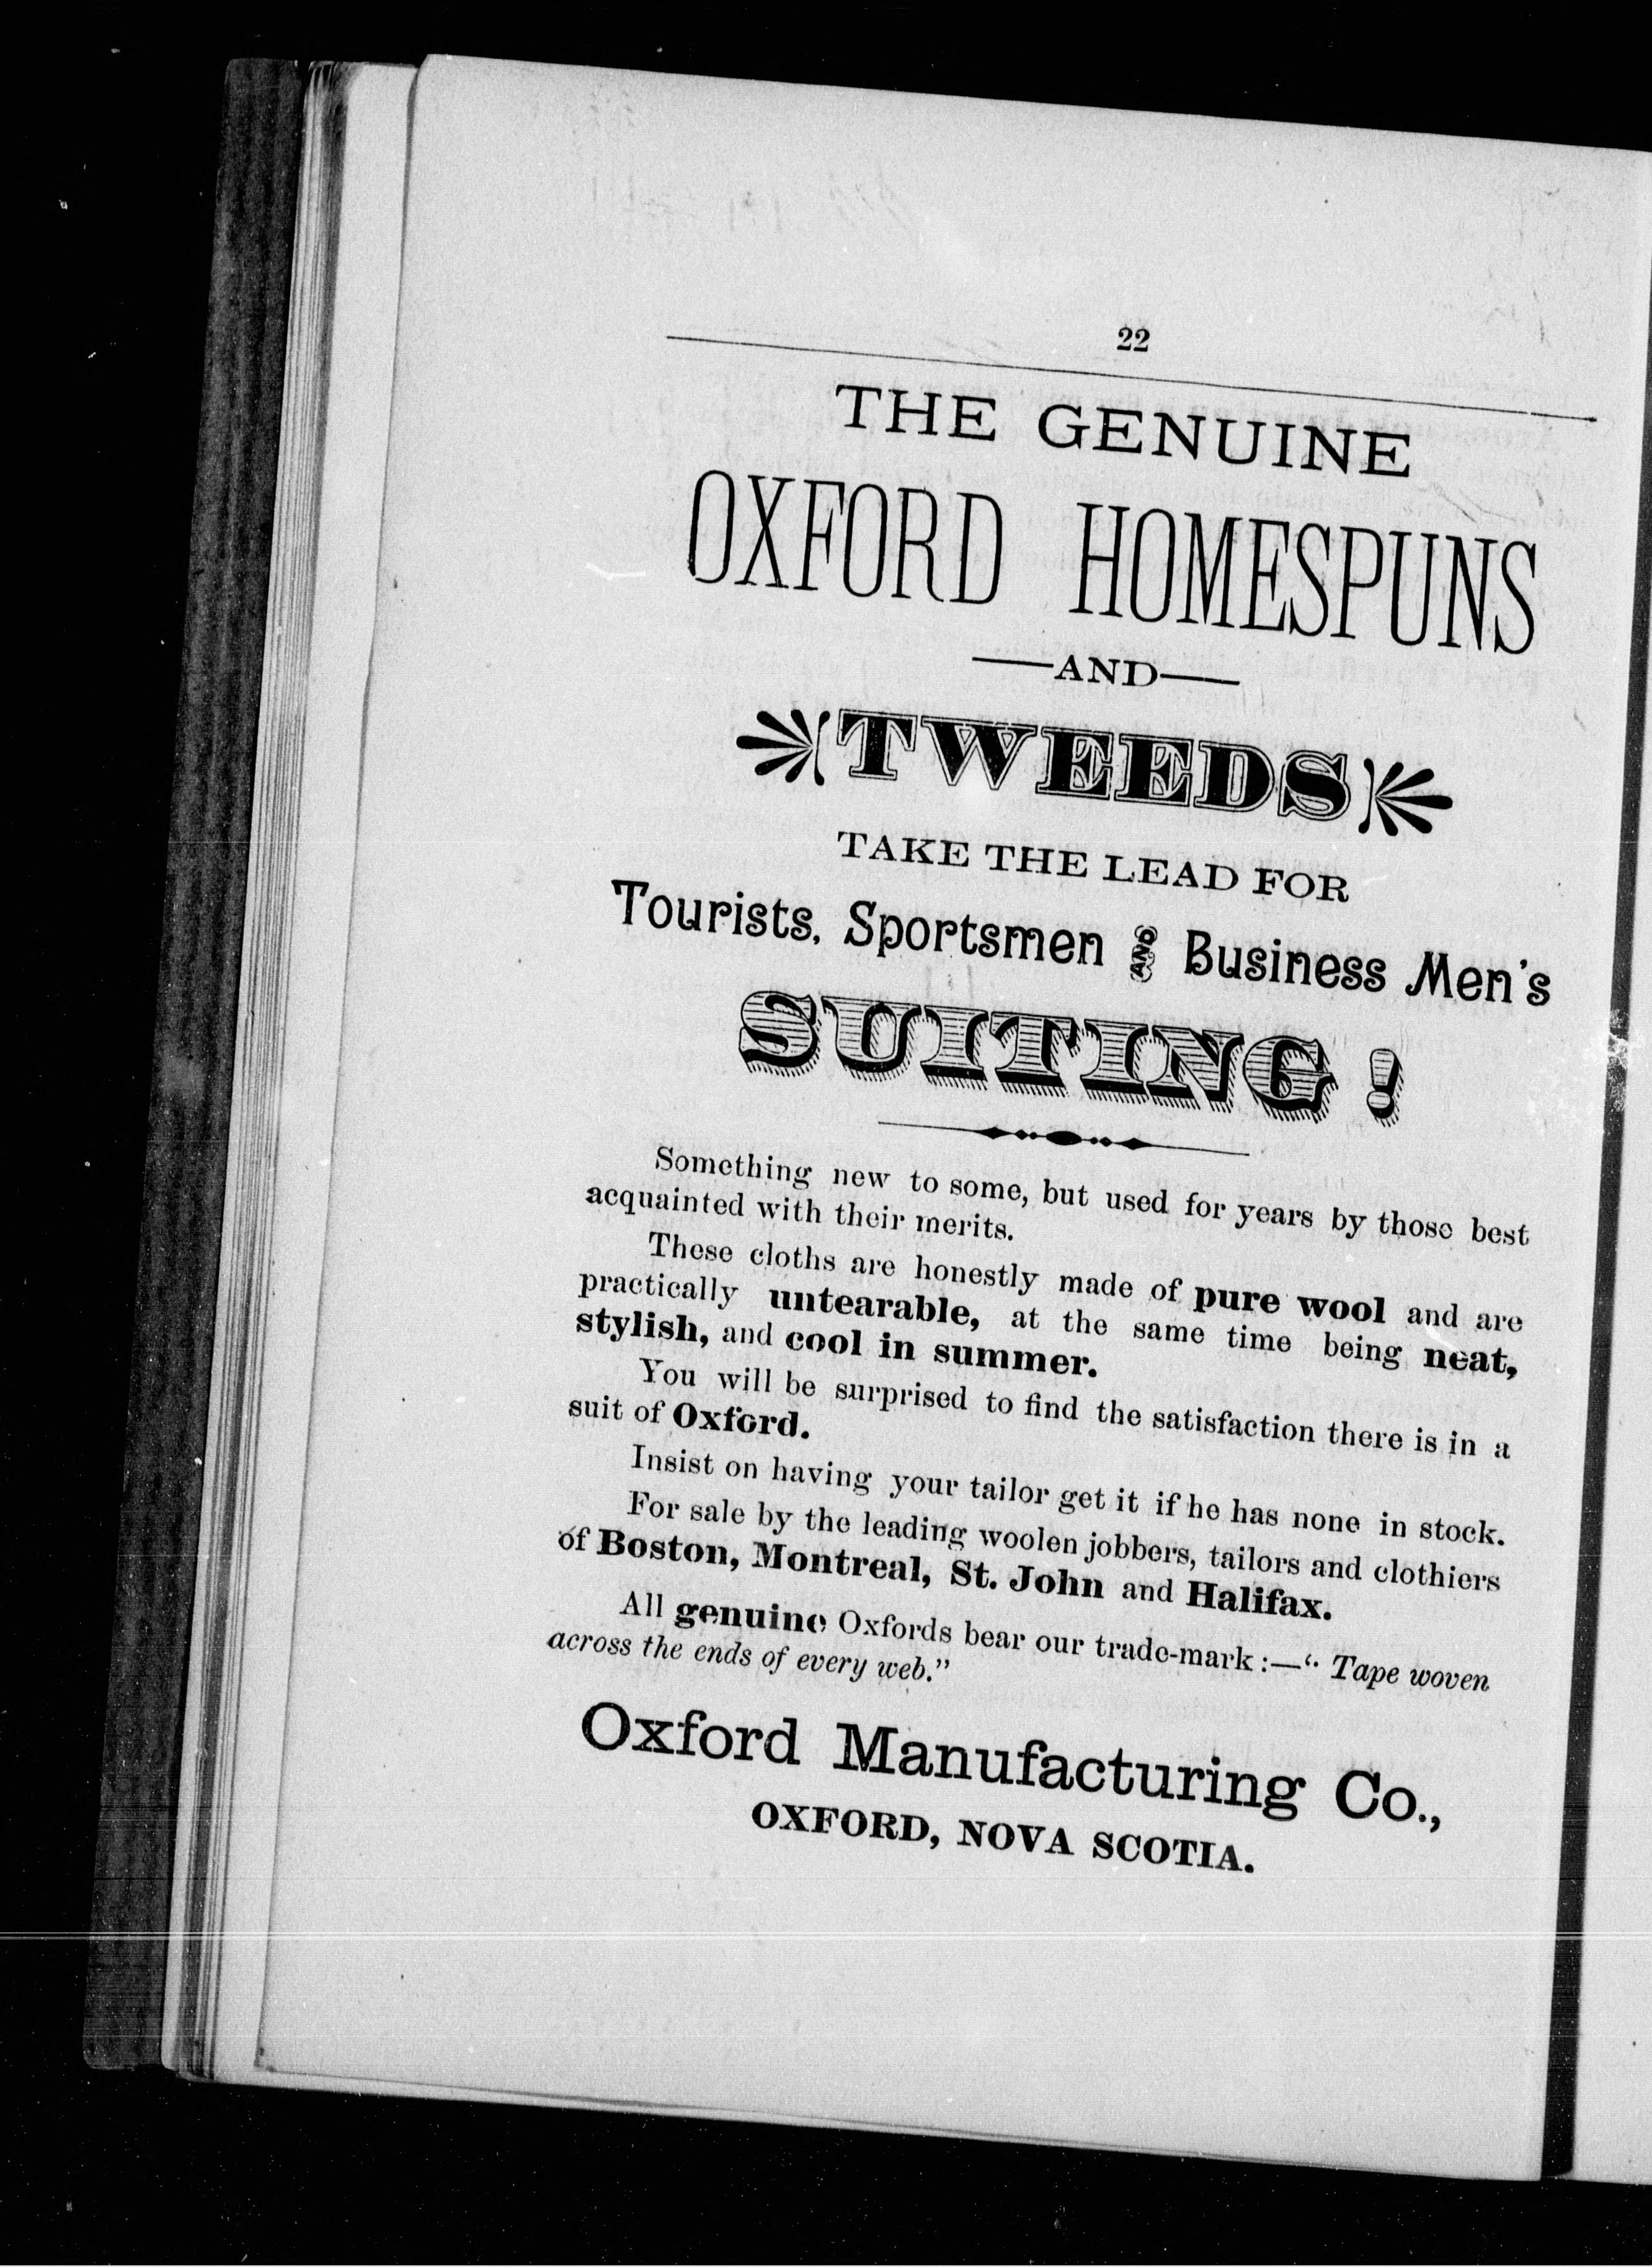 22
THE GENUINE
OXFORD HOMESPUNS
—AND—
TWEEDS
TAKE THE LEAD FOR
Tourists, Sportsmen AND Business Men's
SUITING!
Something new to some, but used for years by those best
acquainted with their merits.
These cloths are honestly made of pure wool and are
practically untearable, at the same time being neat,
stylish, and cool in summer.
You will be surprised to find the satisfaction there is in a
suit of Oxford.
Insist on having your tailor get it if he has none in stock.
For sale by the leading woolen jobbers, tailors and clothiers
of Boston, Montreal, St. John and Halifax.
All genuine Oxfords bear our trade-mark:—" Tape woven
across the ends of every web."
Oxford Manufacturing Co.,
OXFORD, NOVA SCOTIA.